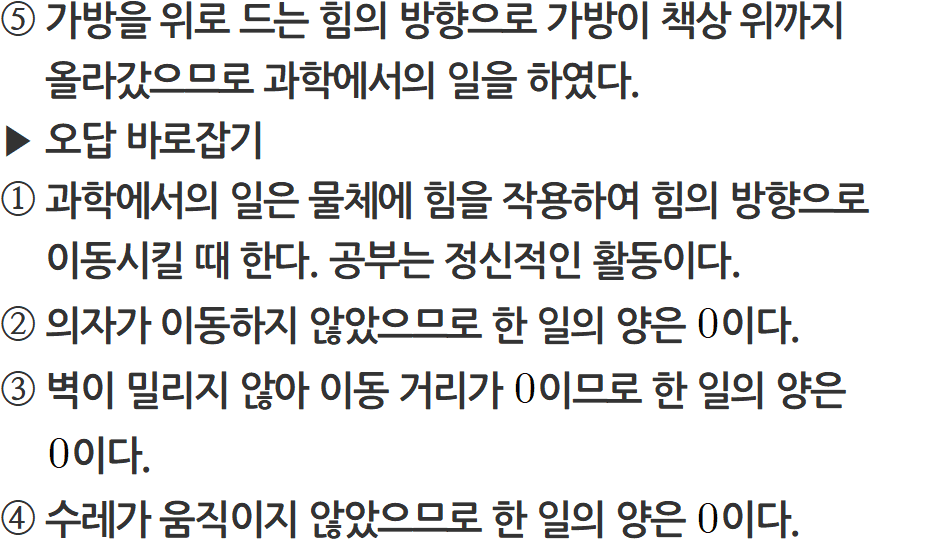 ⑤ 가방을 위로 드는 힘의 방향으로 가방이 책상 위까지
올라갔으므로 과학에서의 일을 하였다.
▶ 오답 바로잡기
① 과학에서의 일은 물체에 힘을 작용하여 힘의 방향으로
이동시킬 때 한다. 공부는 정신적인 활동이다.
② 의자가 이동하지 않았으므로 한 일의 양은 0이다.
③ 벽이 밀리지 않아 이동 거리가 0이므로 한 일의 양은
0이다.
④ 수레가 움직이지 않았으므로 한 일의 양은 0이다.